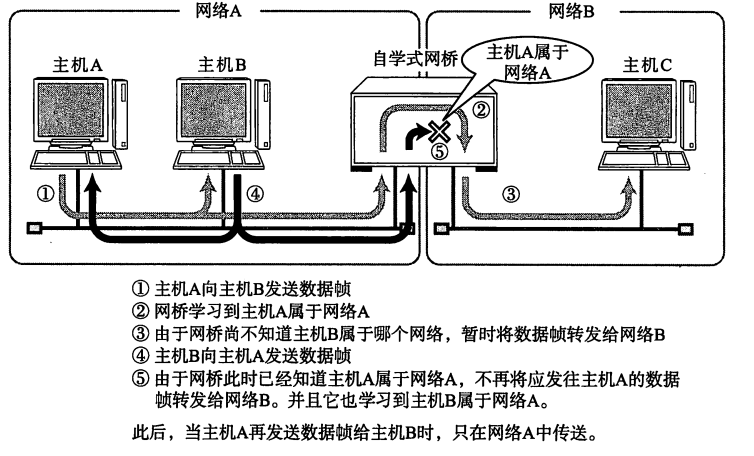 网络A
网络B
主机A
主机B
自学式网桥
主机A属于
网络A
主机C
②
⑤
①
④
③
① 主机A向主机B发送数据帧
② 网桥学习到主机A属于网络A
③ 由于网桥尚不知道主机B属于哪个网络，暂时将数据帧转发给网络B
④ 主机B向主机A发送数据帧
⑤ 由于网桥此时已经知道主机A属于网络A，不再将应发往主机A的数据
帧转发给网络B。并且它也学习到主机B属于网络A。
此后，当主机A再发送数据帧给主机B时，只在网络A中传送。